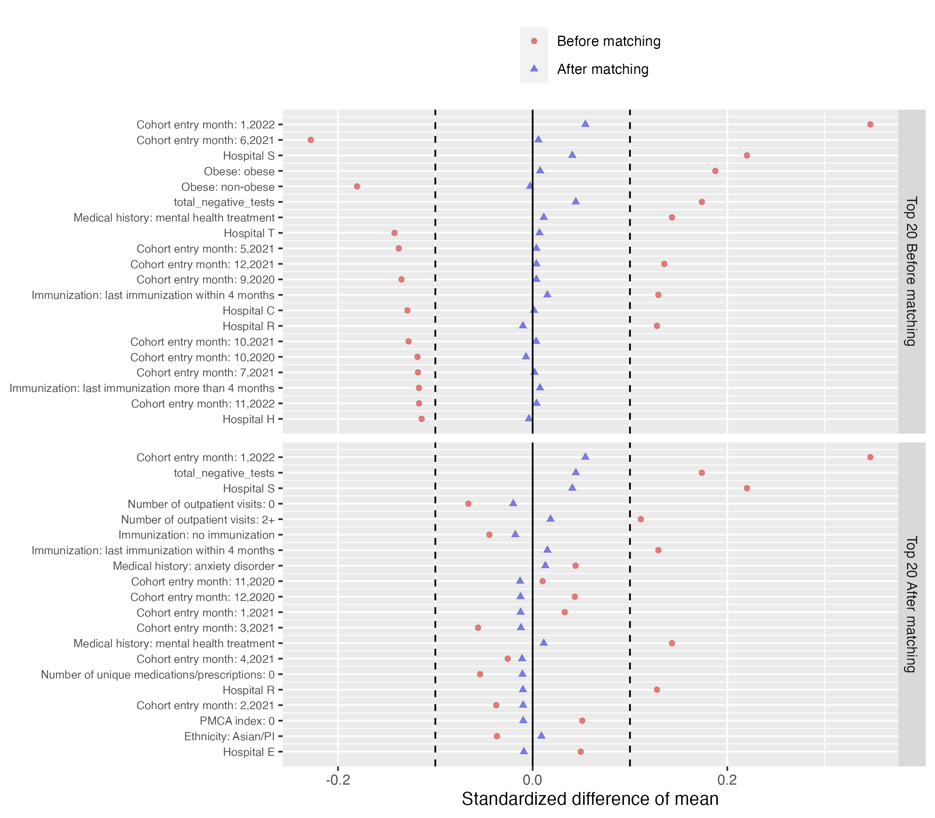 Before matching
After matching
Cohort entry month: 1,2022
Cohort entry month: 6,2021
Hospital S
Obese: obese
Obese: non-obese
total_negative_tests
Medical history: mental health treatment
Hospital T
Cohort entry month: 5,2021
Cohort entry month: 12,2021
Cohort entry month: 9,2020
Immunization: last immunization within 4 months
Hospital C
Hospital R
Cohort entry month: 10,2021
Cohort entry month: 10,2020
Cohort entry month: 7,2021
Immunization: last immunization more than 4 months
Cohort entry month: 11,2022
Hospital H
Top 20 Before matching
Cohort entry month: 1,2022
total_negative_tests
Hospital S
Number of outpatient visits: 0
Number of outpatient visits: 2+
Immunization: no immunization
Immunization: last immunization within 4 months
Medical history: anxiety disorder
Cohort entry month: 11,2020
Cohort entry month: 12,2020
Cohort entry month: 1,2021
Cohort entry month: 3,2021
Medical history: mental health treatment
Cohort entry month: 4,2021
Number of unique medications/prescriptions: 0
Hospital R
Cohort entry month: 2,2021
PMCA index: 0
Ethnicity: Asian/PI
Hospital E
Top 20 After matching
-0.2 0.0 0.2
Standardized difference of mean